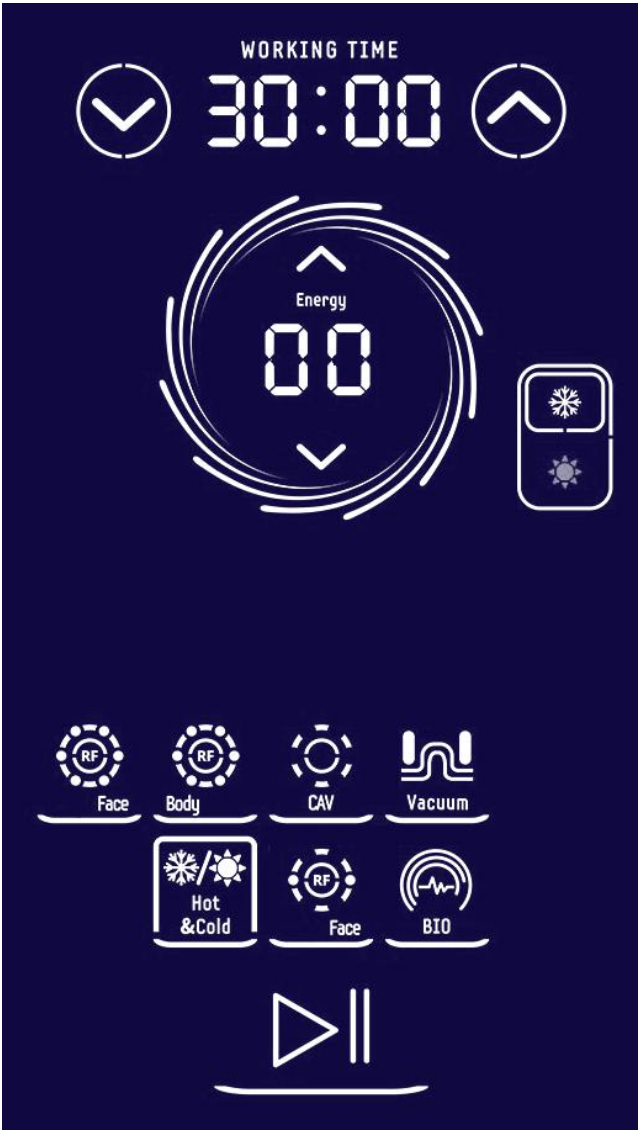 WORKING TIME
30:00
Energy
00
RF
Face
RF
Body
CAV
Vacuum
Hot
&Cold
RF
Face
BIO